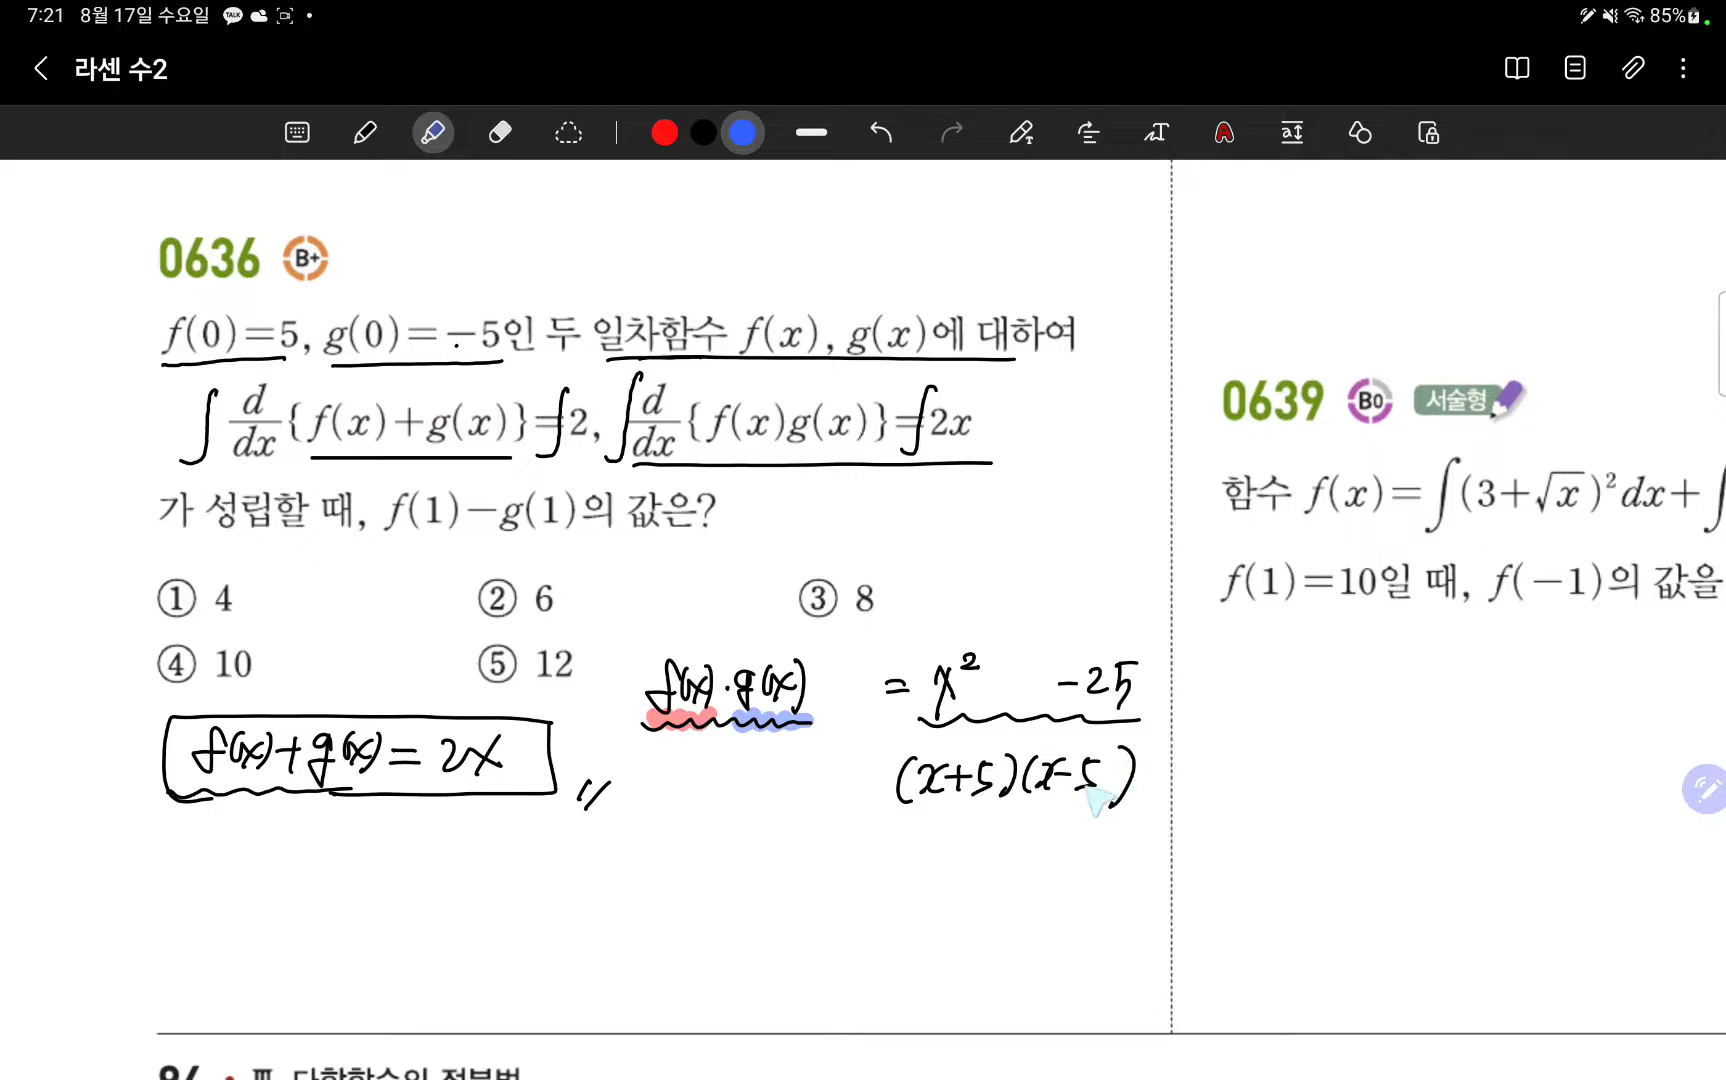 7:21 8월 17일 수요일 TALK
85%
라센 수2
0636 B+
f(0)=5, g(0)=-5인 두 일차함수 f(x), g(x)에 대하여
∫ d/dx{f(x)+g(x)}=∫2, ∫d/dx{f(x)g(x)}=∫2x
가 성립할 때, f(1)-g(1)의 값은?
① 4 ② 6 ③ 8
④ 10 ⑤ 12
f(x)·g(x) = x² -25
f(x)+g(x)= 2x
(x+5)(x-5)
0639 B0 서술형
함수 f(x)=∫(3+√x)²dx+∫
f(1)=10일 때, f(-1)의 값을